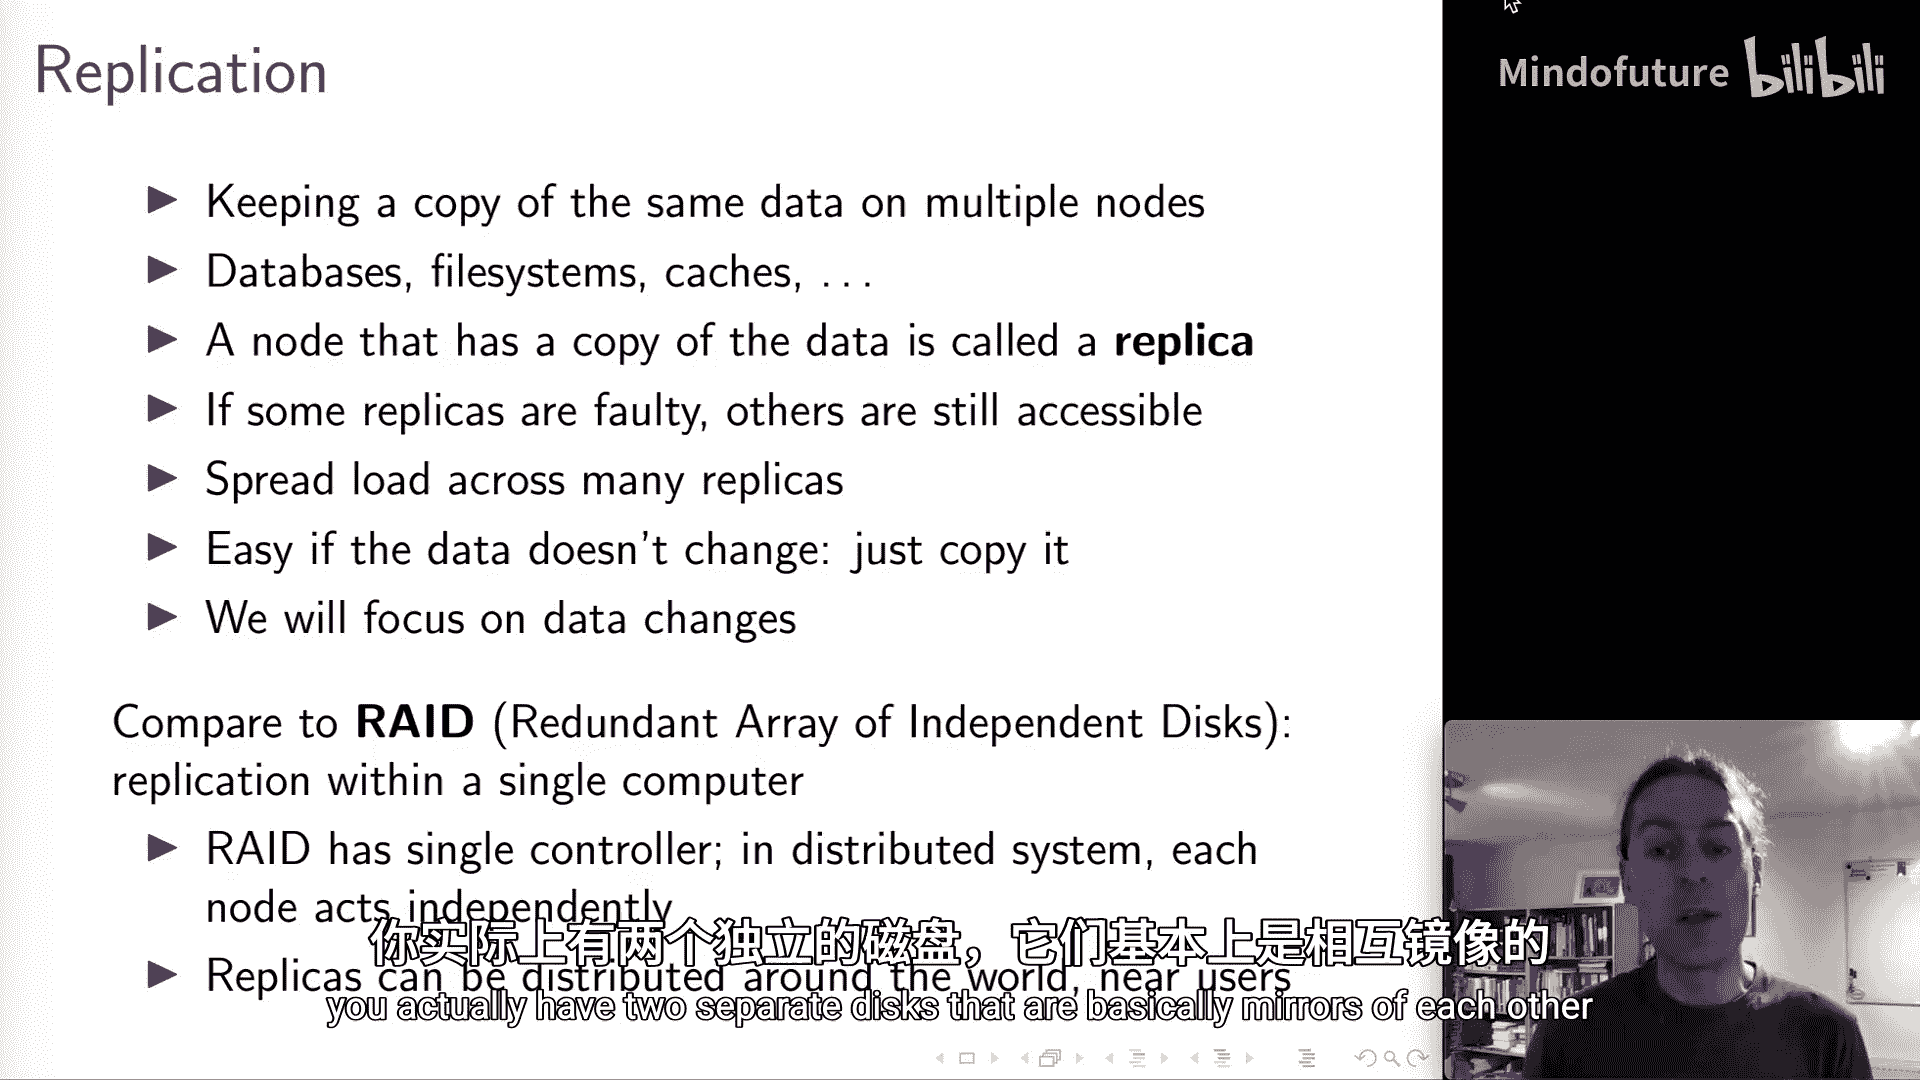 Replication
Mindofuture bilibili
▶ Keeping a copy of the same data on multiple nodes
▶ Databases, filesystems, caches, . . .
▶ A node that has a copy of the data is called a replica
▶ If some replicas are faulty, others are still accessible
▶ Spread load across many replicas
▶ Easy if the data doesn't change: just copy it
▶ We will focus on data changes
Compare to RAID (Redundant Array of Independent Disks):
replication within a single computer
▶ RAID has single controller; in distributed system, each
node acts independently
你实际上有两个独立的磁盘，它们基本上是相互镜像的
▶ Replicas can be distributed around the world, near users
you actually have two separate disks that are basically mirrors of each other